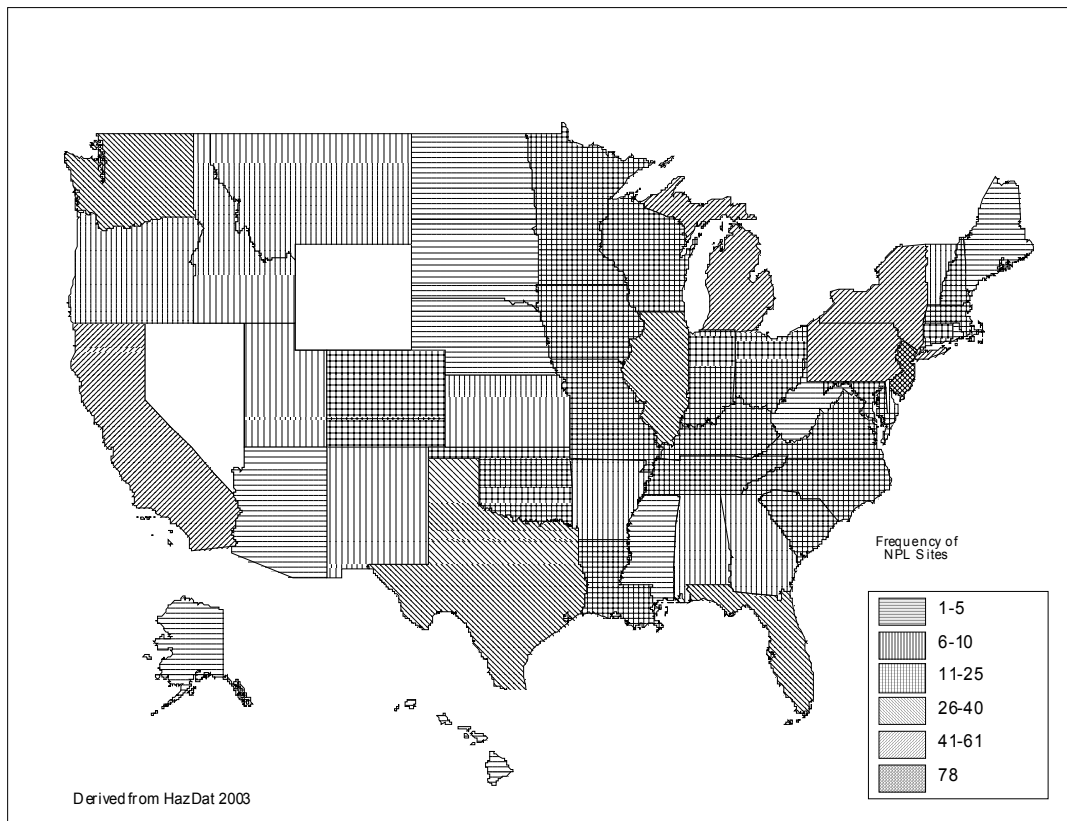 Frequency of
NPL Sites
1-5
6-10
11-25
26-40
41-61
78
Derived from HazDat 2003